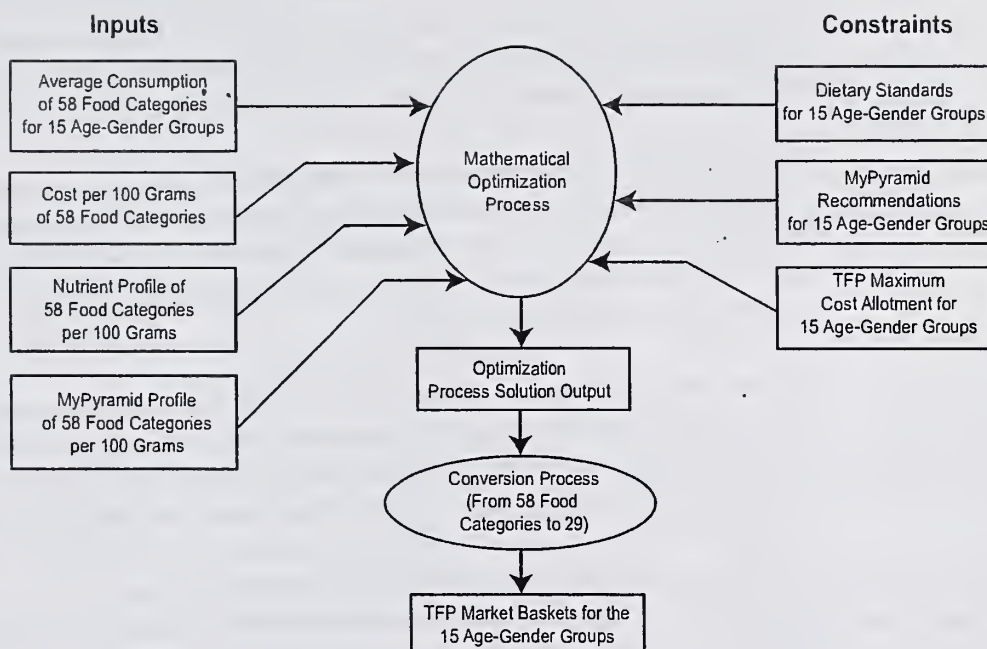 Inputs
Average Consumption
of 58 Food Categories
for 15 Age-Gender Groups
Cost per 100 Grams
of 58 Food Categories
Nutrient Profile of
58 Food Categories
per 100 Grams
MyPyramid Profile
of 58 Food Categories
per 100 Grams
Mathematical
Optimization
Process
Optimization
Process Solution Output
Conversion Process
(From 58 Food
Categories to 29)
TFP Market Baskets for the
15 Age-Gender Groups
Constraints
Dietary Standards
for 15 Age-Gender Groups
MyPyramid
Recommendations
for 15 Age-Gender Groups
TFP Maximum
Cost Allotment for
15 Age-Gender Groups